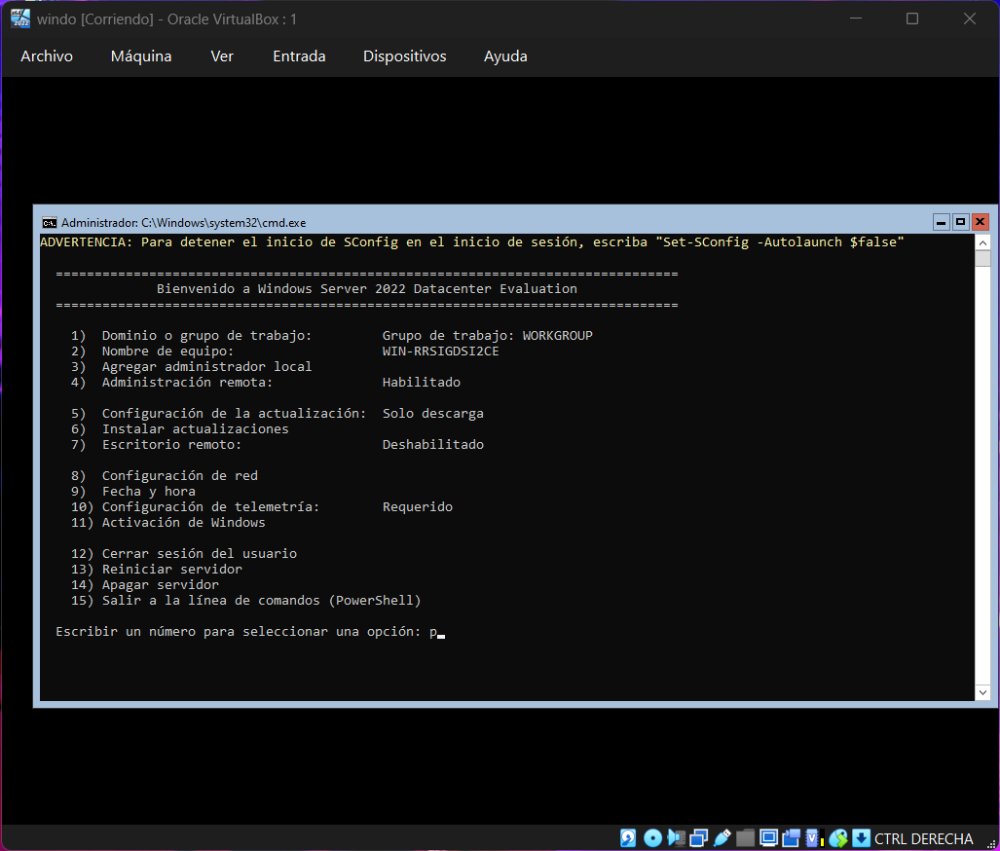 windo [Corriendo] - Oracle VirtualBox : 1
Archivo Máquina Ver Entrada Dispositivos Ayuda
Administrador: C:\Windows\system32\cmd.exe
ADVERTENCIA: Para detener el inicio de SConfig en el inicio de sesión, escriba "Set-SConfig -Autolaunch $false"
================================================================================
Bienvenido a Windows Server 2022 Datacenter Evaluation
================================================================================
1) Dominio o grupo de trabajo: Grupo de trabajo: WORKGROUP
2) Nombre de equipo: WIN-RRSIGDSI2CE
3) Agregar administrador local
4) Administración remota: Habilitado
5) Configuración de la actualización: Solo descarga
6) Instalar actualizaciones
7) Escritorio remoto: Deshabilitado
8) Configuración de red
9) Fecha y hora
10) Configuración de telemetría: Requerido
11) Activación de Windows
12) Cerrar sesión del usuario
13) Reiniciar servidor
14) Apagar servidor
15) Salir a la línea de comandos (PowerShell)
Escribir un número para seleccionar una opción: p
CTRL DERECHA